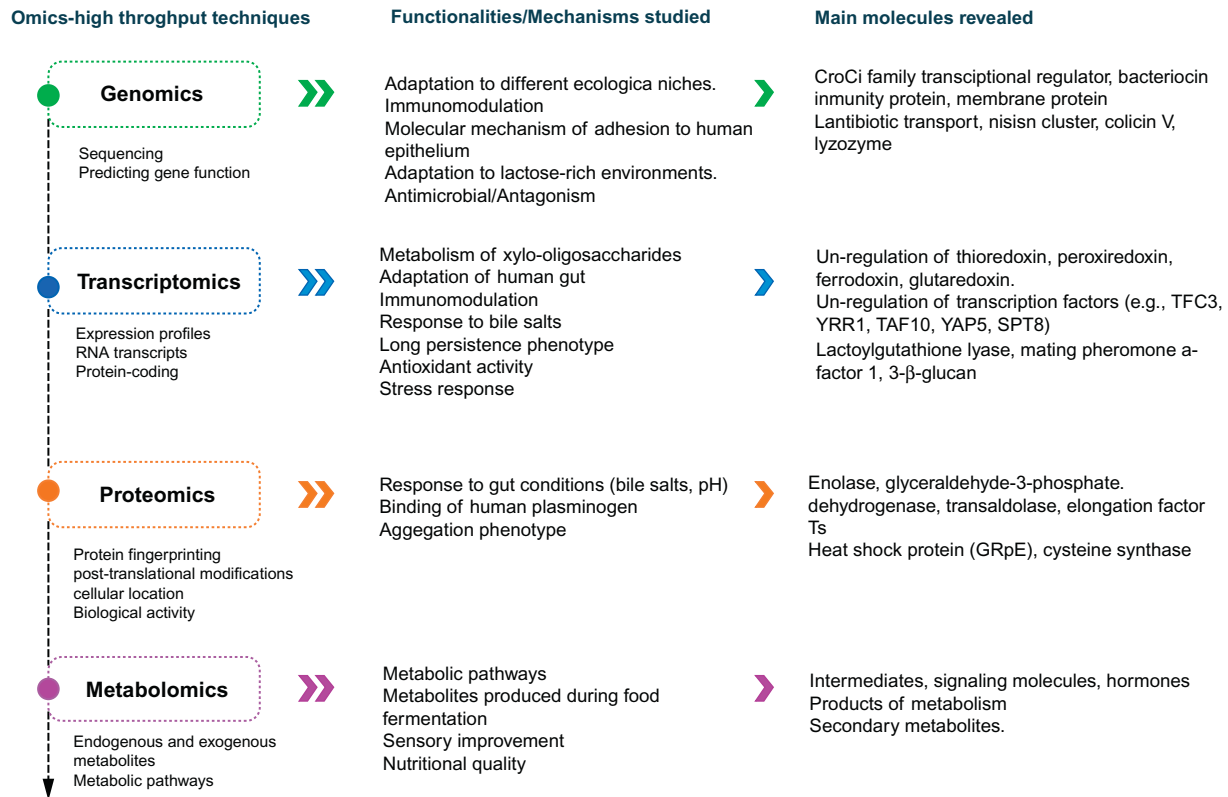 Omics-high throghput techniques
Functionalities/Mechanisms studied
Main molecules revealed
Genomics
Sequencing
Predicting gene function
Adaptation to different ecologica niches.
Immunomodulation
Molecular mechanism of adhesion to human
epithelium
Adaptation to lactose-rich environments.
Antimicrobial/Antagonism
CroCi family transciptional regulator, bacteriocin
inmunity protein, membrane protein
Lantibiotic transport, nisisn cluster, colicin V,
lyzozyme
Transcriptomics
Expression profiles
RNA transcripts
Protein-coding
Metabolism of xylo-oligosaccharides
Adaptation of human gut
Immunomodulation
Response to bile salts
Long persistence phenotype
Antioxidant activity
Stress response
Un-regulation of thioredoxin, peroxiredoxin,
ferrodoxin, glutaredoxin.
Un-regulation of transcription factors (e.g., TFC3,
YRR1, TAF10, YAP5, SPT8)
Lactoylgutathione lyase, mating pheromone a-
factor 1, 3-β-glucan
Proteomics
Protein fingerprinting
post-translational modifications
cellular location
Biological activity
Response to gut conditions (bile salts, pH)
Binding of human plasminogen
Aggegation phenotype
Enolase, glyceraldehyde-3-phosphate.
dehydrogenase, transaldolase, elongation factor
Ts
Heat shock protein (GRpE), cysteine synthase
Metabolomics
Endogenous and exogenous
metabolites
Metabolic pathways
Metabolic pathways
Metabolites produced during food
fermentation
Sensory improvement
Nutritional quality
Intermediates, signaling molecules, hormones
Products of metabolism
Secondary metabolites.